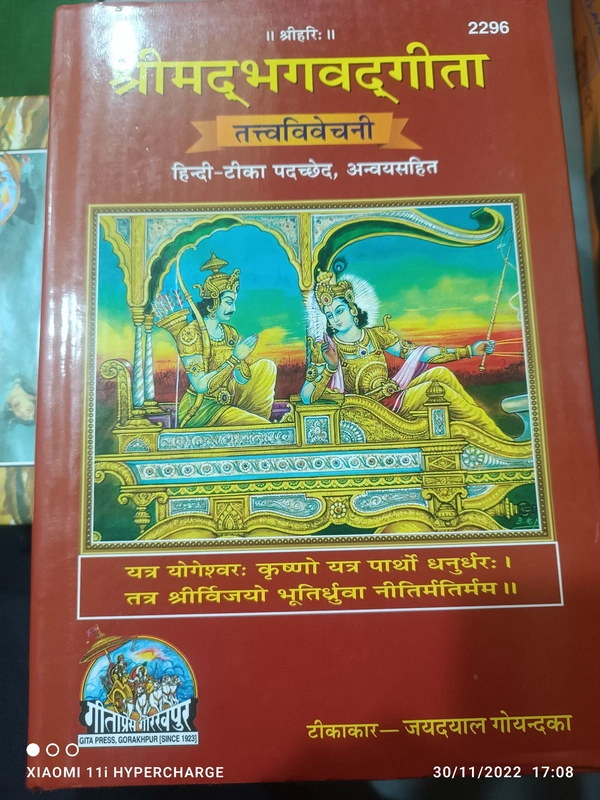 ॥ श्रीहरिः ॥
2296
श्रीमद्भगवद्गीता
तत्त्वविवेचनी
हिन्दी-टीका पदच्छेद, अन्वयसहित
यत्र योगेश्वरः कृष्णो यत्र पार्थो धनुर्धरः।
तत्र श्रीर्विजयो भूतिर्ध्रुवा नीतिर्मतिर्मम॥
गीताप्रेस गोरखपुर
GITA PRESS, GORAKHPUR [SINCE 1923]
टीकाकार— जयदयाल गोयन्दका
XIAOMI 11i HYPERCHARGE
30/11/2022 17:08